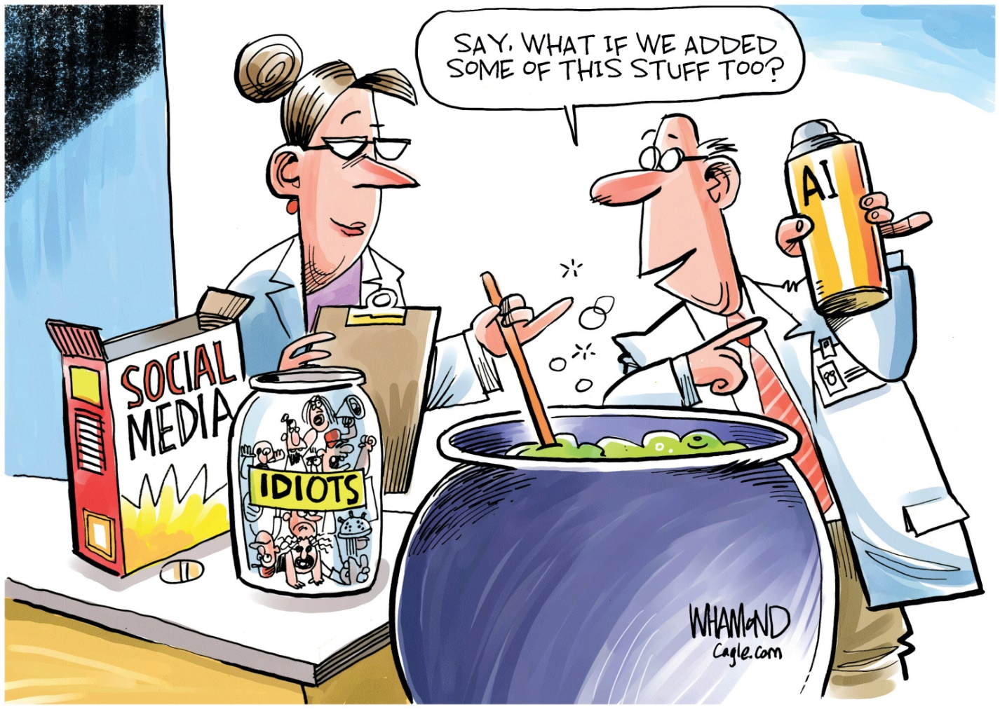 SAY, WHAT IF WE ADDED
SOME OF THIS STUFF TOO?
AI
SOCIAL
MEDIA
IDIOTS
WHAMOND
Cagle.com